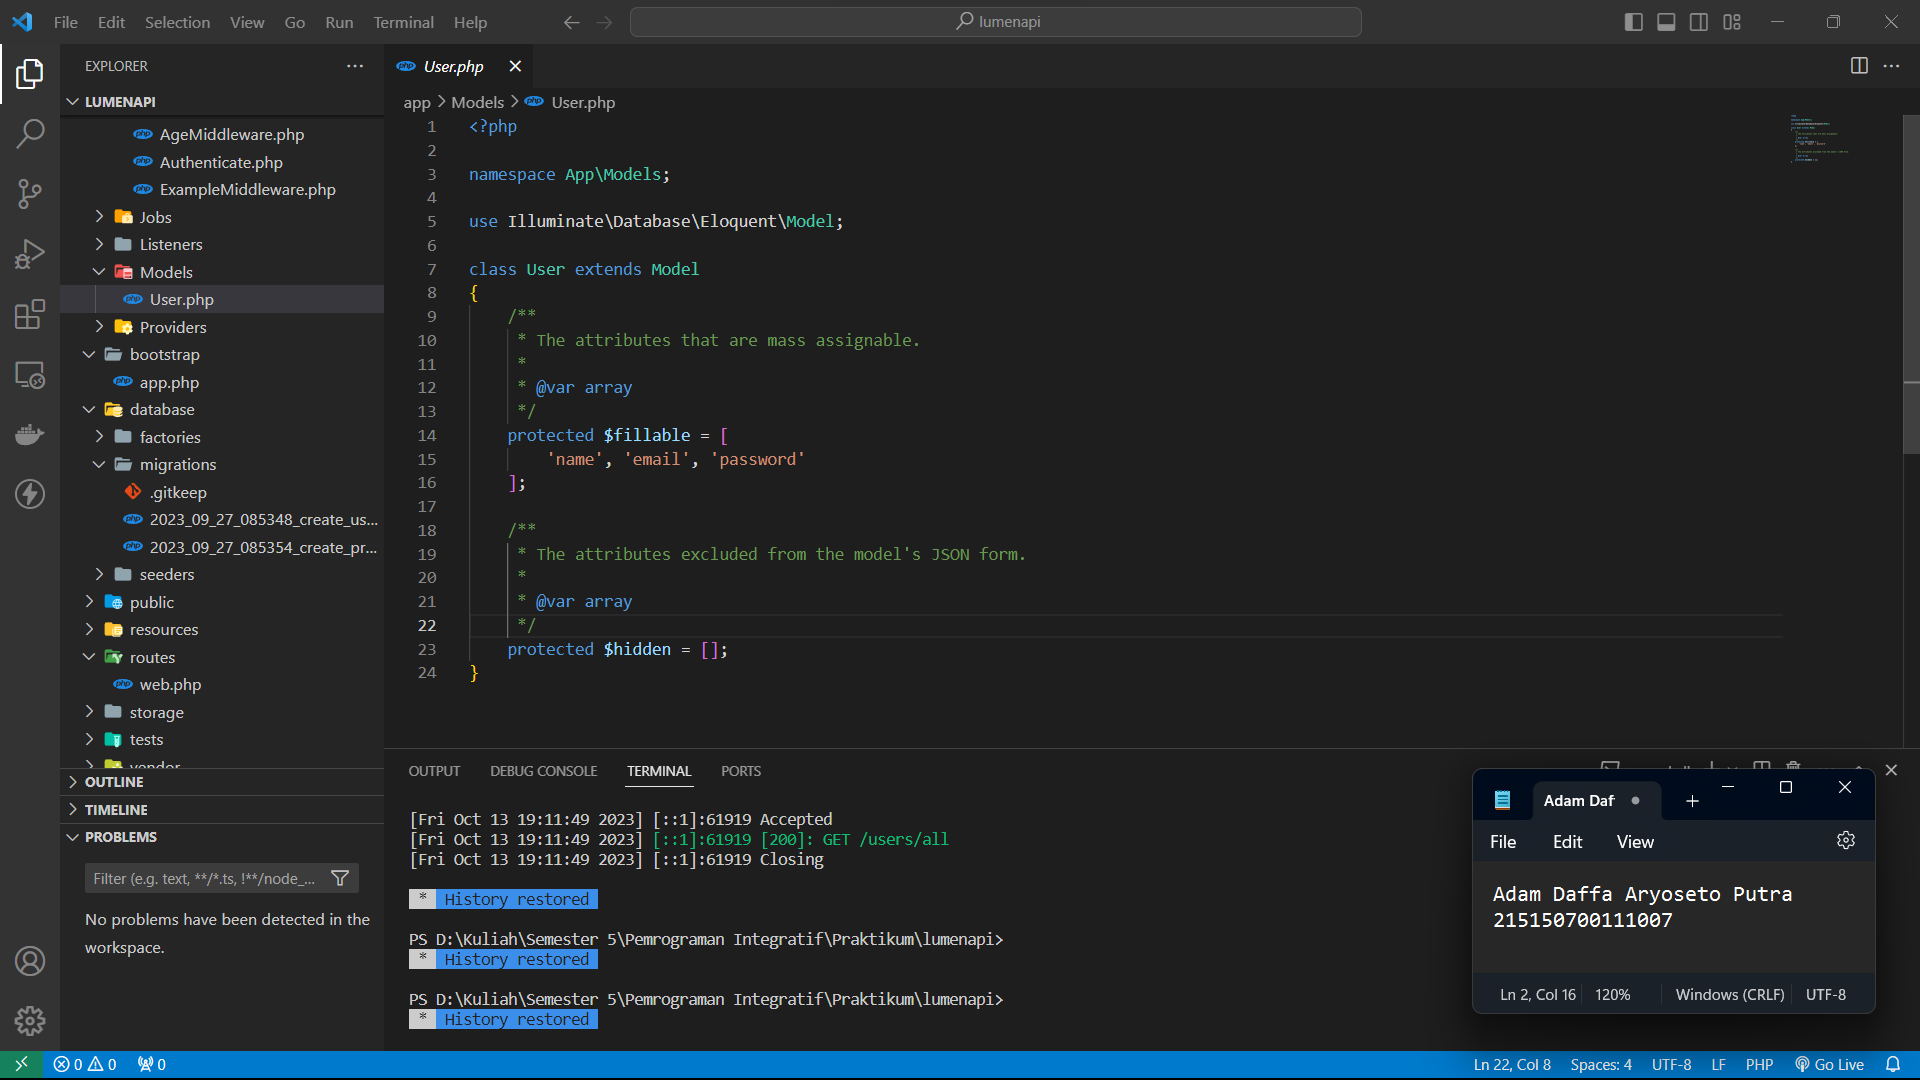 File Edit Selection View Go Run Terminal Help
lumenapi
EXPLORER
LUMENAPI
AgeMiddleware.php
Authenticate.php
ExampleMiddleware.php
Jobs
Listeners
Models
User.php
Providers
bootstrap
app.php
database
factories
migrations
.gitkeep
2023_09_27_085348_create_us...
2023_09_27_085354_create_pr...
seeders
public
resources
routes
web.php
storage
tests
vendor
OUTLINE
TIMELINE
PROBLEMS
Filter (e.g. text, **/*.ts, !**/node_...
No problems have been detected in the
workspace.
User.php
app > Models > User.php
1 <?php
2
3 namespace App\Models;
4
5 use Illuminate\Database\Eloquent\Model;
6
7 class User extends Model
8 {
9 /**
10 * The attributes that are mass assignable.
11 *
12 * @var array
13 */
14 protected $fillable = [
15 'name', 'email', 'password'
16 ];
17
18 /**
19 * The attributes excluded from the model's JSON form.
20 *
21 * @var array
22 */
23 protected $hidden = [];
24 }
OUTPUT DEBUG CONSOLE TERMINAL PORTS
[Fri Oct 13 19:11:49 2023] [::1]:61919 Accepted
[Fri Oct 13 19:11:49 2023] [::1]:61919 [200]: GET /users/all
[Fri Oct 13 19:11:49 2023] [::1]:61919 Closing
* History restored
PS D:\Kuliah\Semester 5\Pemrograman Integratif\Praktikum\lumenapi>
* History restored
PS D:\Kuliah\Semester 5\Pemrograman Integratif\Praktikum\lumenapi>
* History restored
Adam Daf
File Edit View
Adam Daffa Aryoseto Putra
215150700111007
Ln 2, Col 16 120% Windows (CRLF) UTF-8
0 0 0 Ln 22, Col 8 Spaces: 4 UTF-8 LF PHP Go Live